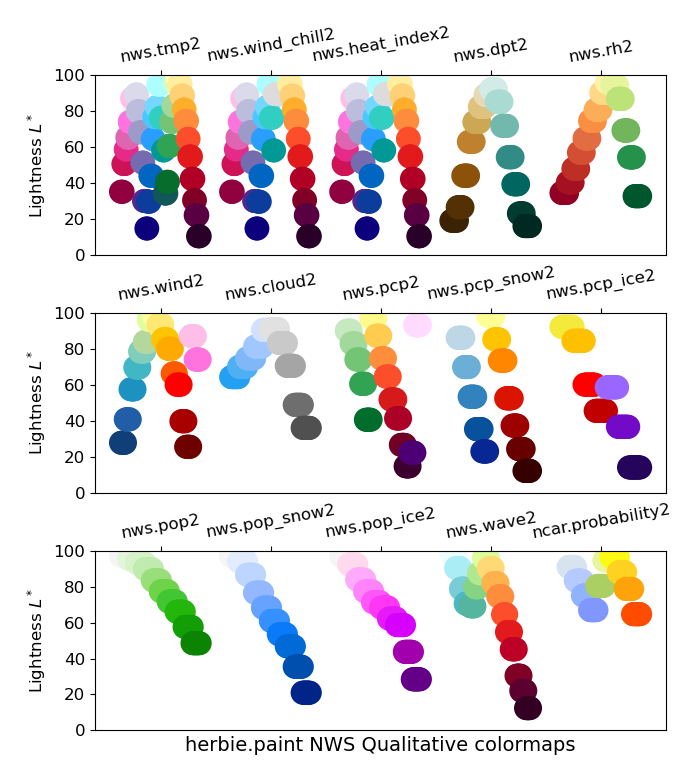 nws.tmp2 nws.wind_chill2 nws.heat_index2 nws.dpt2 nws.rh2
100
80
60
40
20
0
Lightness L*
nws.wind2 nws.cloud2 nws.pcp2 nws.pcp_snow2 nws.pcp_ice2
100
80
60
40
20
0
Lightness L*
nws.pop2 nws.pop_snow2 nws.pop_ice2 nws.wave2 ncar.probability2
100
80
60
40
20
0
Lightness L*
herbie.paint NWS Qualitative colormaps